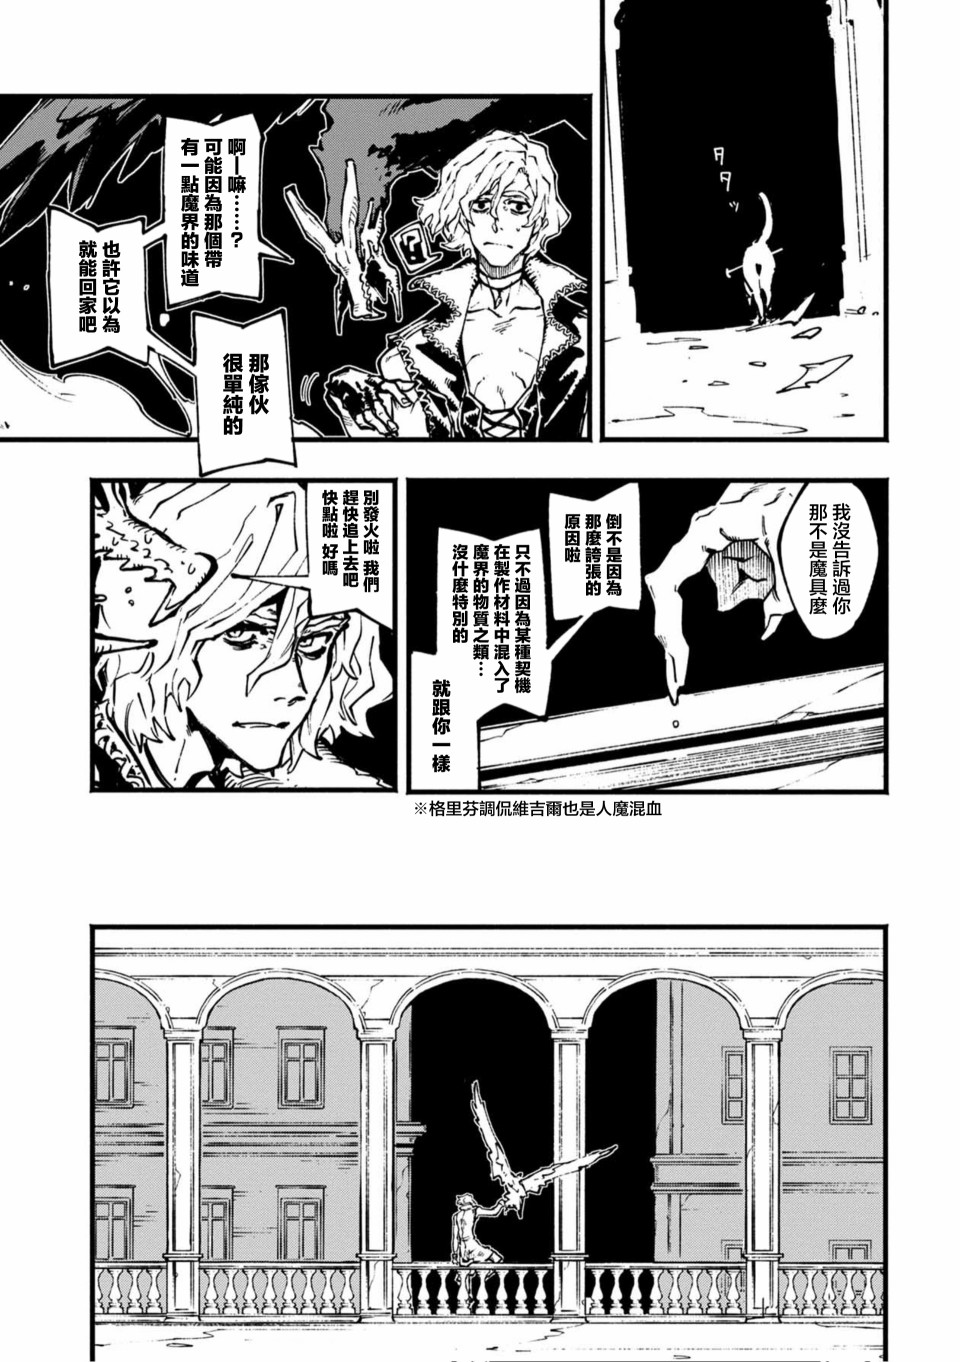 タタッ
啊ー嘛……？
可能因為那個帶
有一點魔界的味道
也許它以為
就能回家吧
那傢伙
很單純的
我沒告訴過你
那不是魔具麼
倒不是因為
那麼誇張的
原因啦
只不過因為某種契機
在製作材料中混入了
魔界的物質之類…
沒什麼特別的
就跟你一樣
※格里芬調侃維吉爾也是人魔混血
別發火啦 我們
趕快追上去吧
快點啦 好嗎